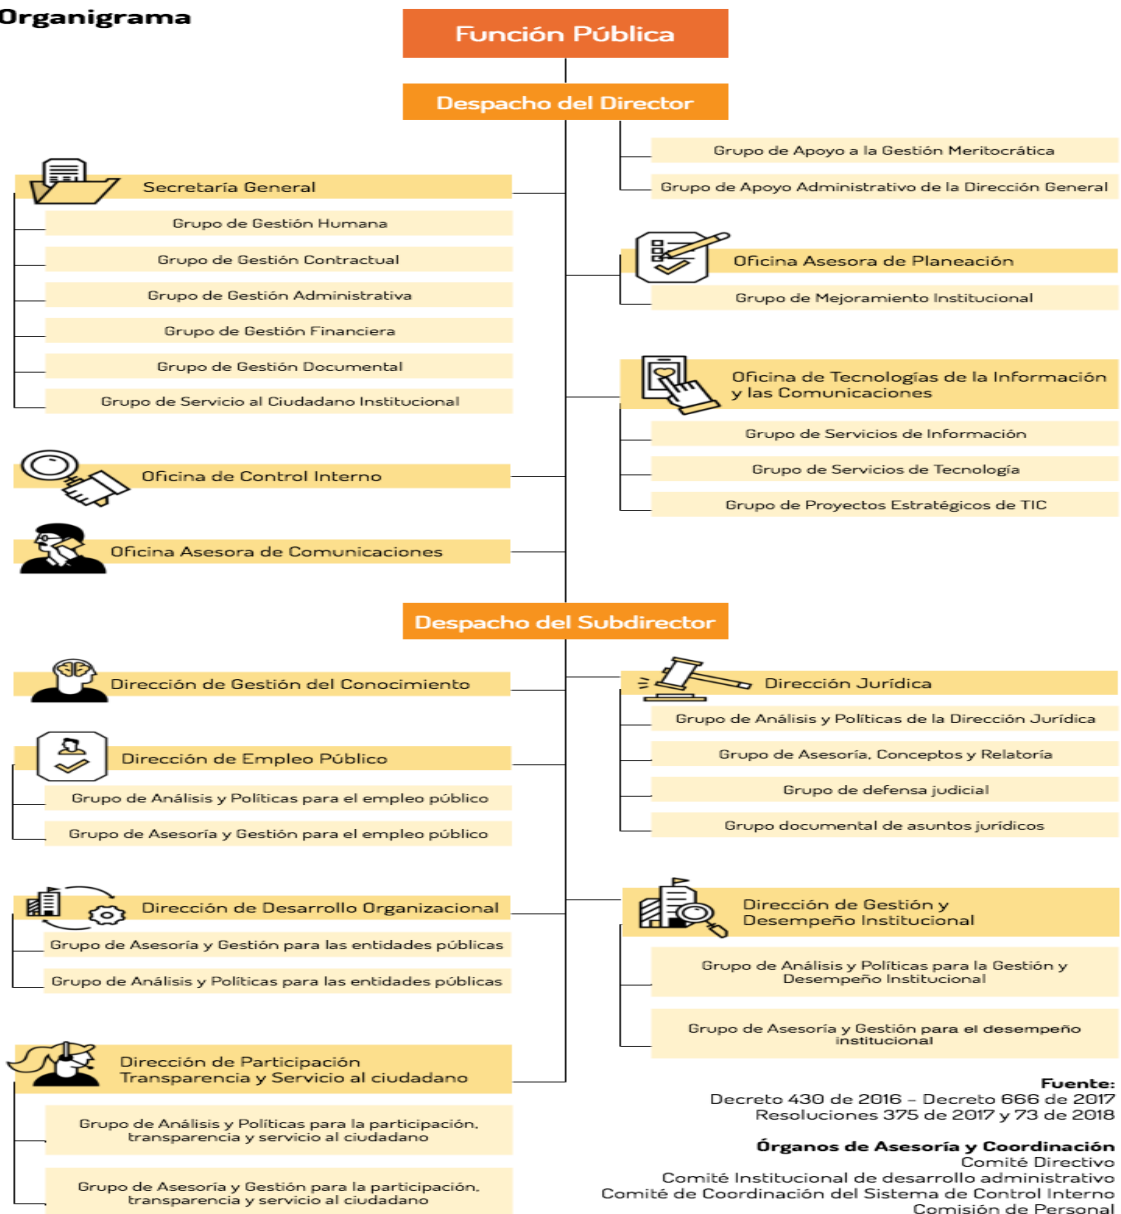 Organigrama
Función Pública
Despacho del Director
Grupo de Apoyo a la Gestión Meritocrática
Grupo de Apoyo Administrativo de la Dirección General
Secretaría General
Grupo de Gestión Humana
Grupo de Gestión Contractual
Grupo de Gestión Administrativa
Grupo de Gestión Financiera
Grupo de Gestión Documental
Grupo de Servicio al Ciudadano Institucional
Oficina Asesora de Planeación
Grupo de Mejoramiento Institucional
Oficina de Tecnologías de la Información
y las Comunicaciones
Grupo de Servicios de Información
Grupo de Servicios de Tecnología
Grupo de Proyectos Estratégicos de TIC
Oficina de Control Interno
Oficina Asesora de Comunicaciones
Despacho del Subdirector
Dirección de Gestión del Conocimiento
Dirección de Empleo Público
Grupo de Análisis y Políticas para el empleo público
Grupo de Asesoría y Gestión para el empleo público
Dirección de Desarrollo Organizacional
Grupo de Asesoría y Gestión para las entidades públicas
Grupo de Análisis y Políticas para las entidades públicas
Dirección de Participación
Transparencia y Servicio al ciudadano
Grupo de Análisis y Políticas para la participación,
transparencia y servicio al ciudadano
Grupo de Asesoría y Gestión para la participación,
transparencia y servicio al ciudadano
Dirección Jurídica
Grupo de Análisis y Políticas de la Dirección Jurídica
Grupo de Asesoría, Conceptos y Relatoría
Grupo de defensa judicial
Grupo documental de asuntos jurídicos
Dirección de Gestión y
Desempeño Institucional
Grupo de Análisis y Políticas para la Gestión y
Desempeño Institucional
Grupo de Asesoría y Gestión para el desempeño
institucional
Fuente:
Decreto 430 de 2016 - Decreto 666 de 2017
Resoluciones 375 de 2017 y 73 de 2018
Órganos de Asesoría y Coordinación
Comité Directivo
Comité Institucional de desarrollo administrativo
Comité de Coordinación del Sistema de Control Interno
Comisión de Personal